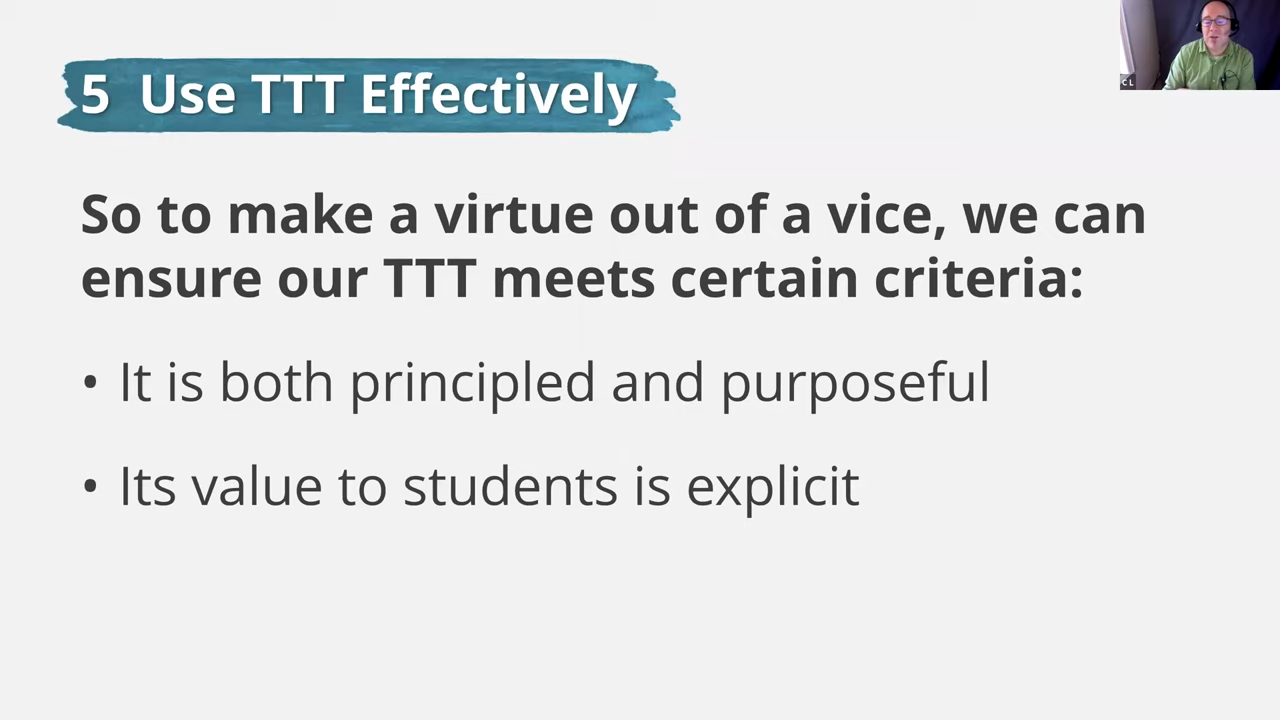 5 Use TTT Effectively
So to make a virtue out of a vice, we can
ensure our TTT meets certain criteria:
• It is both principled and purposeful
• Its value to students is explicit
C L